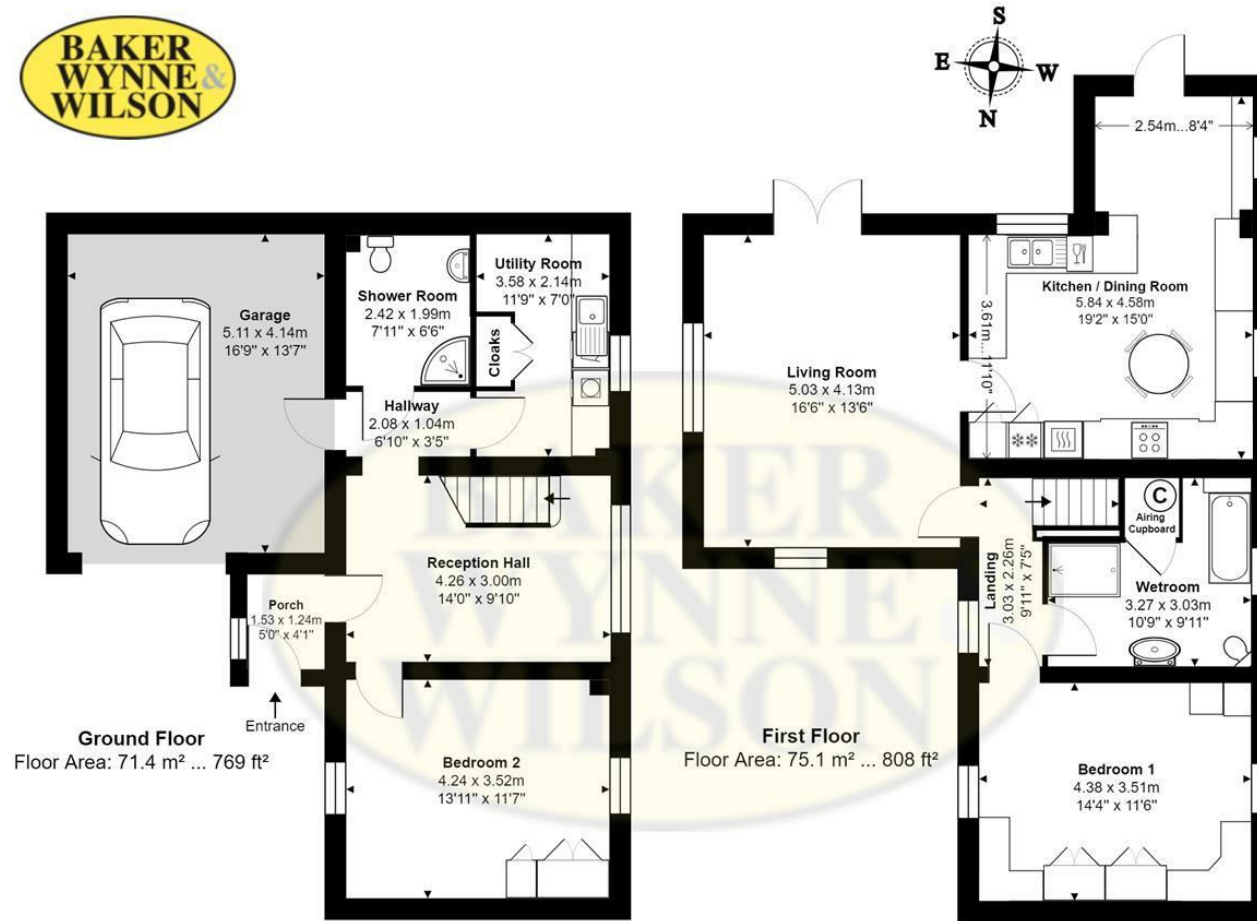 BAKER
WYNNE &
WILSON
S
E
W
N
2.54m...8'4"
Garage
5.11 x 4.14m
16'9" x 13'7"
Shower Room
2.42 x 1.99m
7'11" x 6'6"
Utility Room
3.58 x 2.14m
11'9" x 7'0"
Cloaks
Hallway
2.08 x 1.04m
6'10" x 3'5"
Reception Hall
4.26 x 3.00m
14'0" x 9'10"
Porch
1.53 x 1.24m
5'0" x 4'1"
Entrance
Bedroom 2
4.24 x 3.52m
13'11" x 11'7"
Ground Floor
Floor Area: 71.4 m² ... 769 ft²
Living Room
5.03 x 4.13m
16'6" x 13'6"
3.61m...11'10"
Kitchen / Dining Room
5.84 x 4.58m
19'2" x 15'0"
Landing
3.03 x 2.26m
9'11" x 7'5"
C
Airing
Cupboard
Wetroom
3.27 x 3.03m
10'9" x 9'11"
Bedroom 1
4.38 x 3.51m
14'4" x 11'6"
First Floor
Floor Area: 75.1 m² ... 808 ft²
BAKER
WYNNE &
WILSON